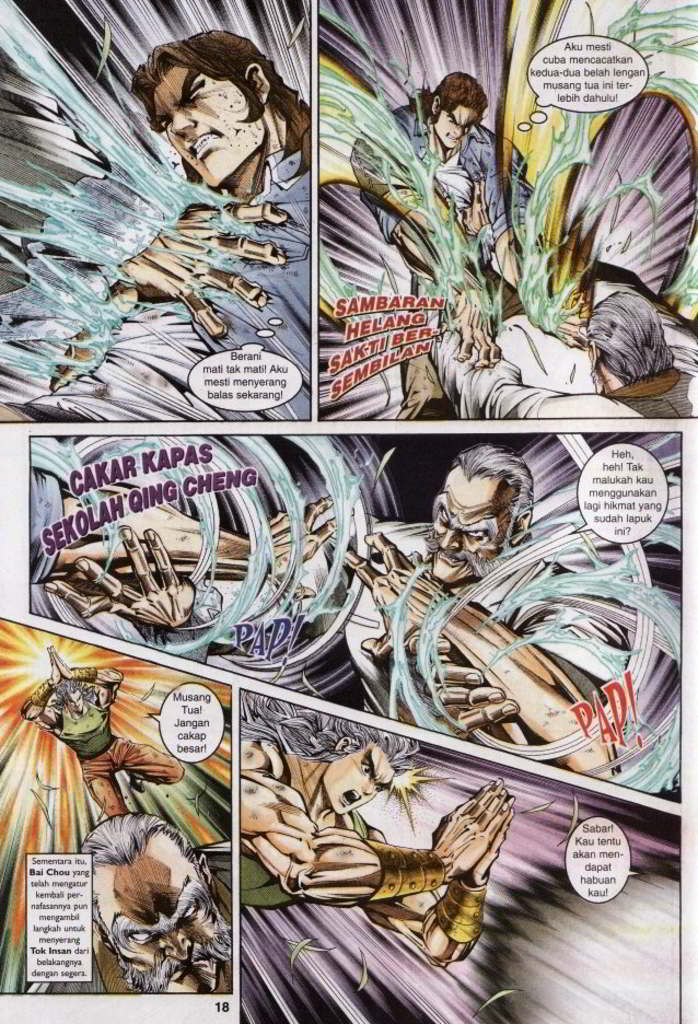 Berani
mati tak mati! Aku
mesti menyerang
balas sekarang!
Aku mesti
cuba mencacatkan
kedua-dua belah lengan
musang tua ini ter-
lebih dahulu!
SAMBARAN
HELANG
SAKTI BER-
SEMBILAN
CAKAR KAPAS
SEKOLAH QING CHENG
Heh,
heh! Tak
malukah kau
menggunakan
lagi hikmat yang
sudah lapuk
ini?
PAP!
PAP!
Musang
Tua!
Jangan
cakap
besar!
Sementara itu,
Bai Chou yang
telah mengatur
kembali per-
nafasannya pun
mengambil
langkah untuk
menyerang
Tok Insan dari
belakangnya
dengan segera.
Sabar!
Kau tentu
akan men-
dapat
habuan
kau!
18